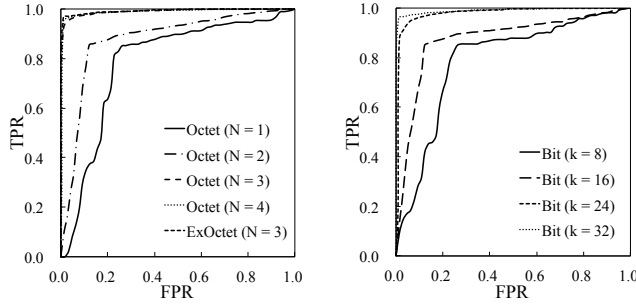 1.0
0.8
0.6
0.4
0.2
0.0
TPR
0.0 0.2 0.4 0.6 0.8 1.0
FPR
Octet (N = 1)
Octet (N = 2)
Octet (N = 3)
Octet (N = 4)
ExOctet (N = 3)
1.0
0.8
0.6
0.4
0.2
0.0
TPR
0.0 0.2 0.4 0.6 0.8 1.0
FPR
Bit (k = 8)
Bit (k = 16)
Bit (k = 24)
Bit (k = 32)